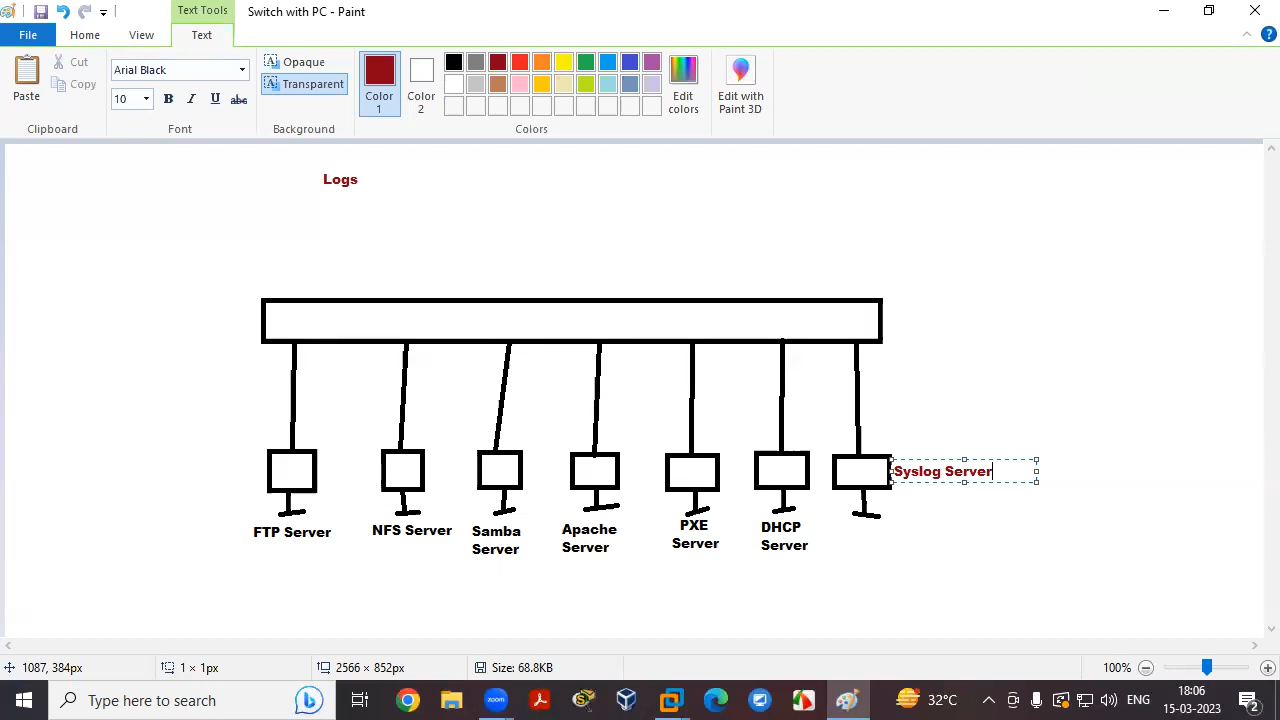 Text Tools
Switch with PC - Paint
File
Home
View
Text
Paste
Cut
Copy
Clipboard
Arial Black
10
B I U abc
Font
Opaque
Transparent
Background
Color
1
Color
2
Edit
colors
Colors
Edit with
Paint 3D
Logs
Syslog Server
FTP Server
NFS Server
Samba
Server
Apache
Server
PXE
Server
DHCP
Server
1087, 384px
1 × 1px
2566 × 852px
Size: 68.8KB
100%
Type here to search
zoom
32°C
ENG
18:06
15-03-2023
2